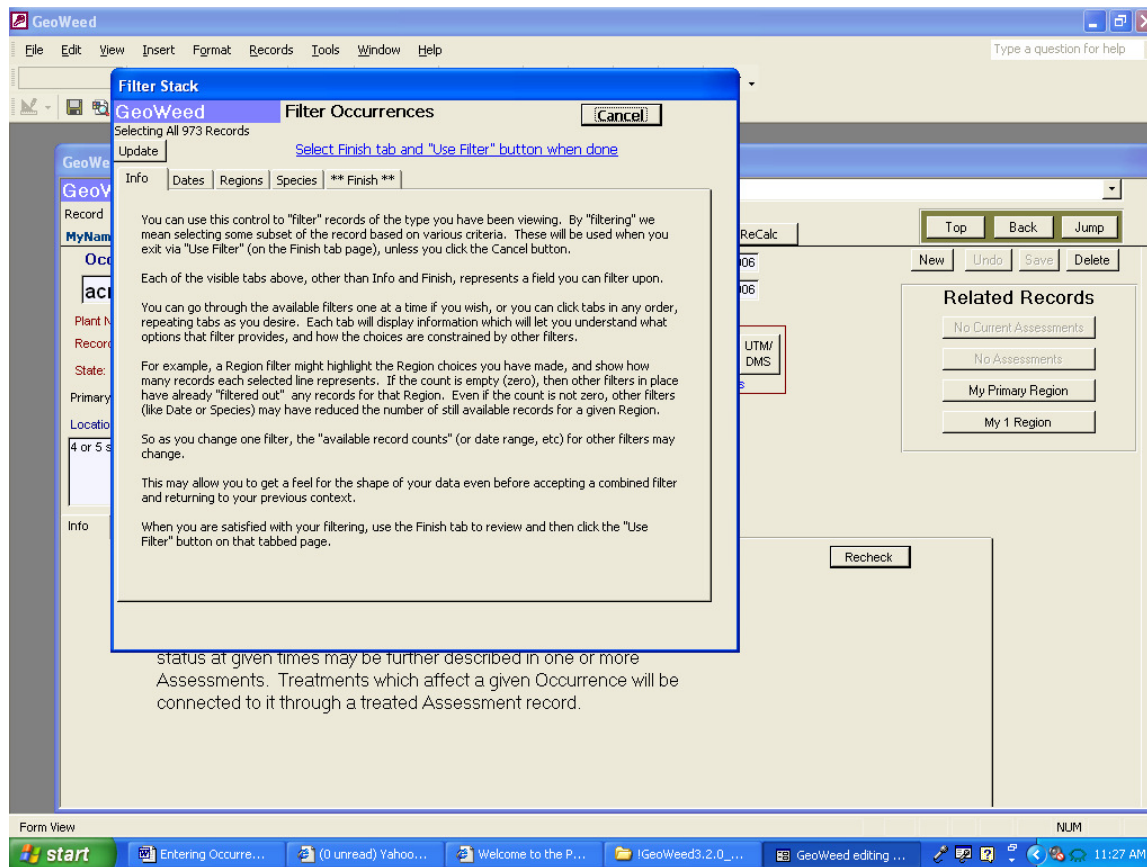 GeoWeed
File Edit View Insert Format Records Tools Window Help
Type a question for help
Filter Stack
GeoWeed Filter Occurrences Cancel
Selecting All 973 Records
Update Select Finish tab and "Use Filter" button when done
Info Dates Regions Species ** Finish **
You can use this control to "filter" records of the type you have been viewing. By "filtering" we
mean selecting some subset of the record based on various criteria. These will be used when you
exit via "Use Filter" (on the Finish tab page), unless you click the Cancel button.
Each of the visible tabs above, other than Info and Finish, represents a field you can filter upon.
You can go through the available filters one at a time if you wish, or you can click tabs in any order,
repeating tabs as you desire. Each tab will display information which will let you understand what
options that filter provides, and how the choices are constrained by other filters.
For example, a Region filter might highlight the Region choices you have made, and show how
many records each selected line represents. If the count is empty (zero), then other filters in place
have already "filtered out" any records for that Region. Even if the count is not zero, other filters
(like Date or Species) may have reduced the number of still available records for a given Region.
So as you change one filter, the "available record counts" (or date range, etc) for other filters may
change.
This may allow you to get a feel for the shape of your data even before accepting a combined filter
and returning to your previous context.
When you are satisfied with your filtering, use the Finish tab to review and then click the "Use
Filter" button on that tabbed page.
GeoWe
GeoW
Record
MyNam
ReCalc
Top Back Jump
Occ
06
New Undo Save Delete
acr
06
Related Records
Plant N
No Current Assessments
Record
UTM/
DMS
No Assessments
State:
s
Primary
My Primary Region
Locatio
My 1 Region
4 or 5 s
Info
Recheck
status at given times may be further described in one or more
Assessments. Treatments which affect a given Occurrence will be
connected to it through a treated Assessment record.
Form View NUM
start Entering Occurre... (0 unread) Yahoo... Welcome to the P... !GeoWeed3.2.0_... GeoWeed editing ... 11:27 AM